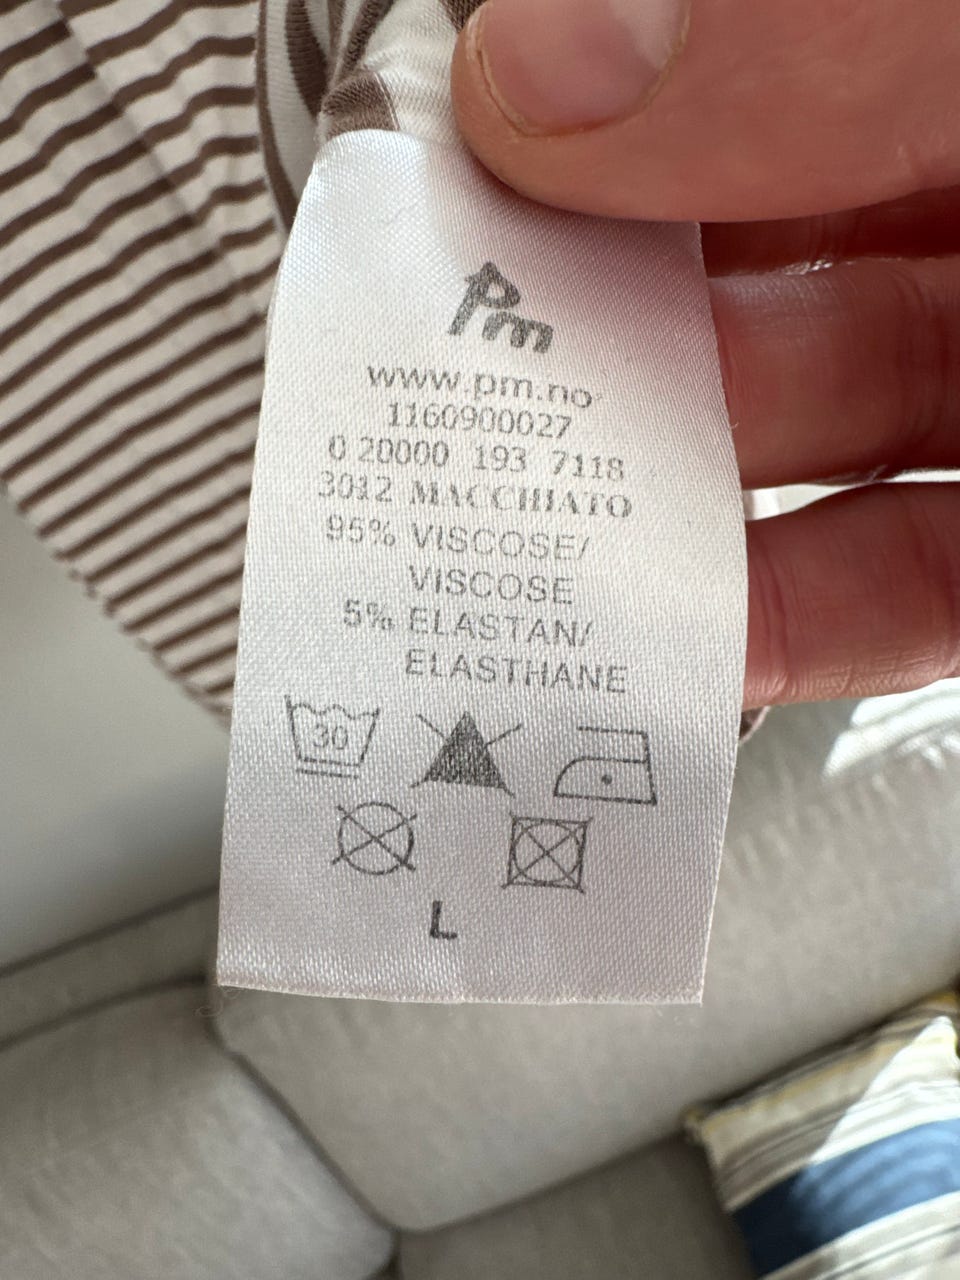 Pm
www.pm.no
1160900027
0 20000 193 7118
3012 MACCHIATO
95% VISCOSE/
VISCOSE
5% ELASTAN/
ELASTHANE
30
L